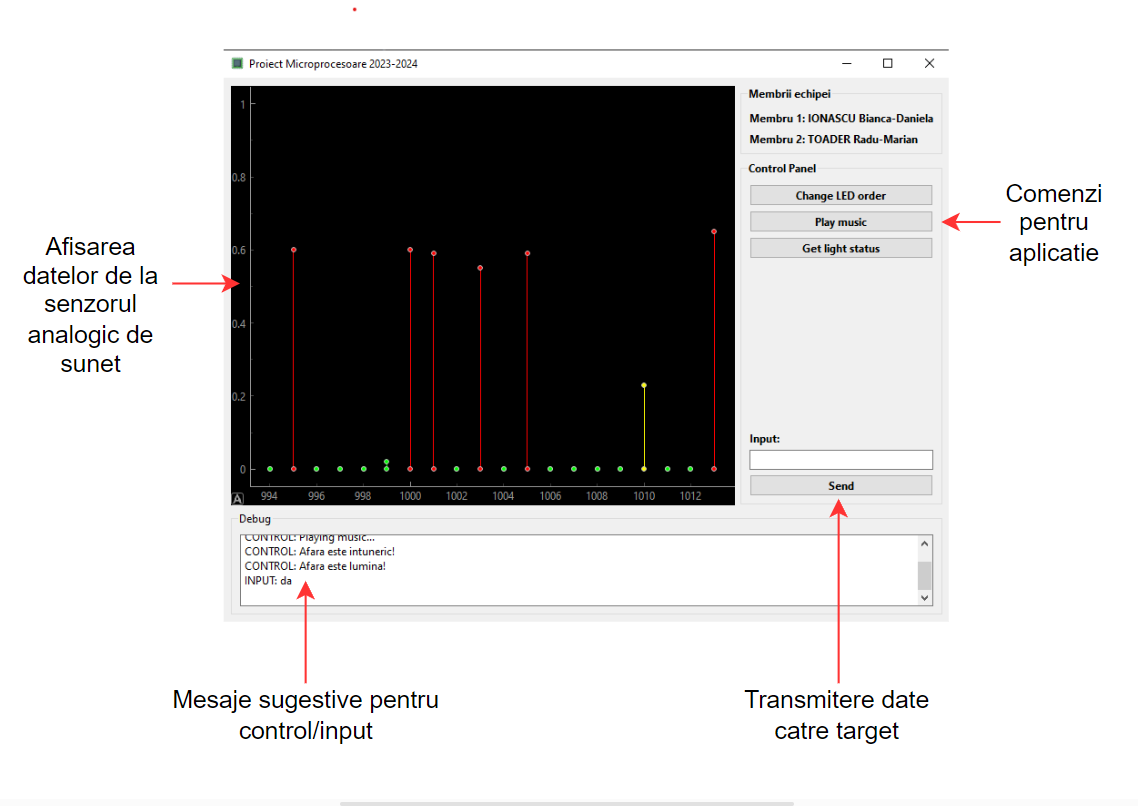 Proiect Microprocesoare 2023-2024
Membrii echipei
Membru 1: IONASCU Bianca-Daniela
Membru 2: TOADER Radu-Marian
Control Panel
Change LED order
Play music
Get light status
Comenzi
pentru
aplicatie
Afisarea
datelor de la
senzorul
analogic de
sunet
1
0.8
0.6
0.4
0.2
0
A
994 996 998 1000 1002 1004 1006 1008 1010 1012
Input:
Send
Debug
CONTROL: Playing music...
CONTROL: Afara este intuneric!
CONTROL: Afara este lumina!
INPUT: da
Mesaje sugestive pentru
control/input
Transmitere date
catre target